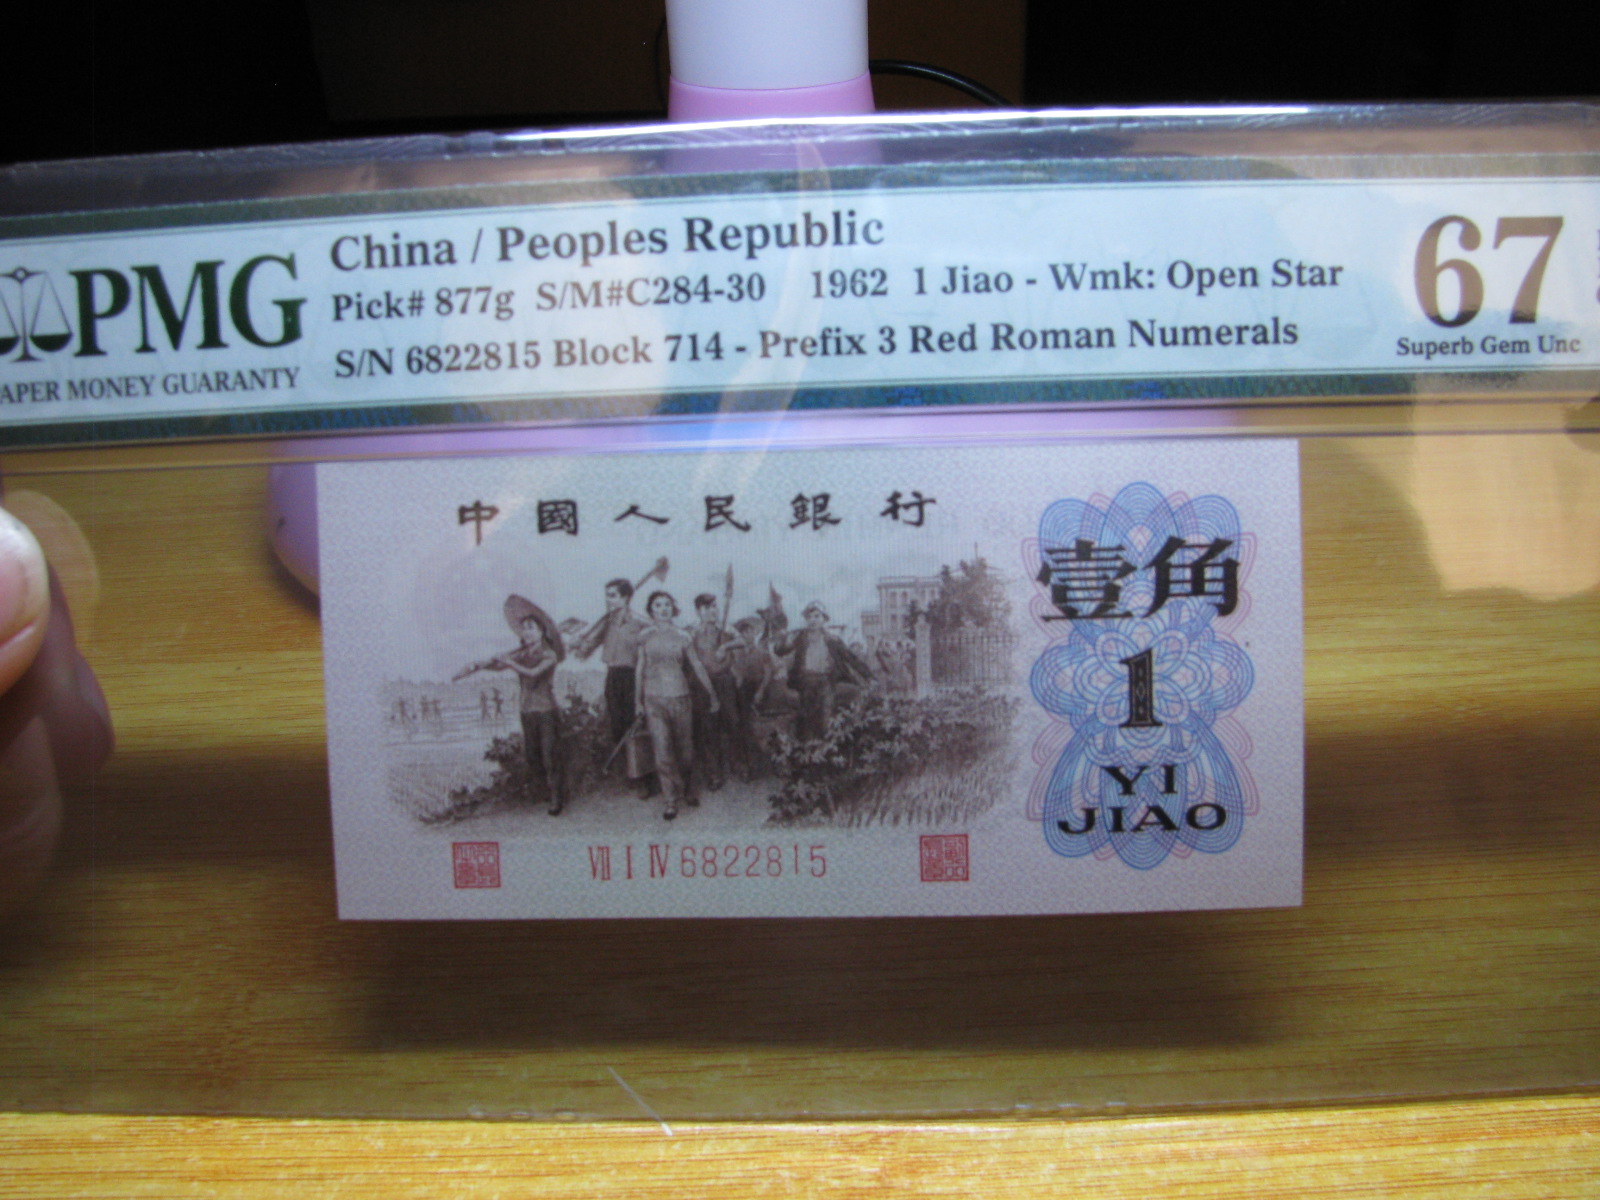 China / Peoples Republic
PMG
Pick# 877g S/M#C284-30 1962 1 Jiao - Wmk: Open Star
S/N 6822815 Block 714 - Prefix 3 Red Roman Numerals
APER MONEY GUARANTY
67
Superb Gem Unc
中國人民銀行
壹角
1
YI
JIAO
VII I IV 6822815